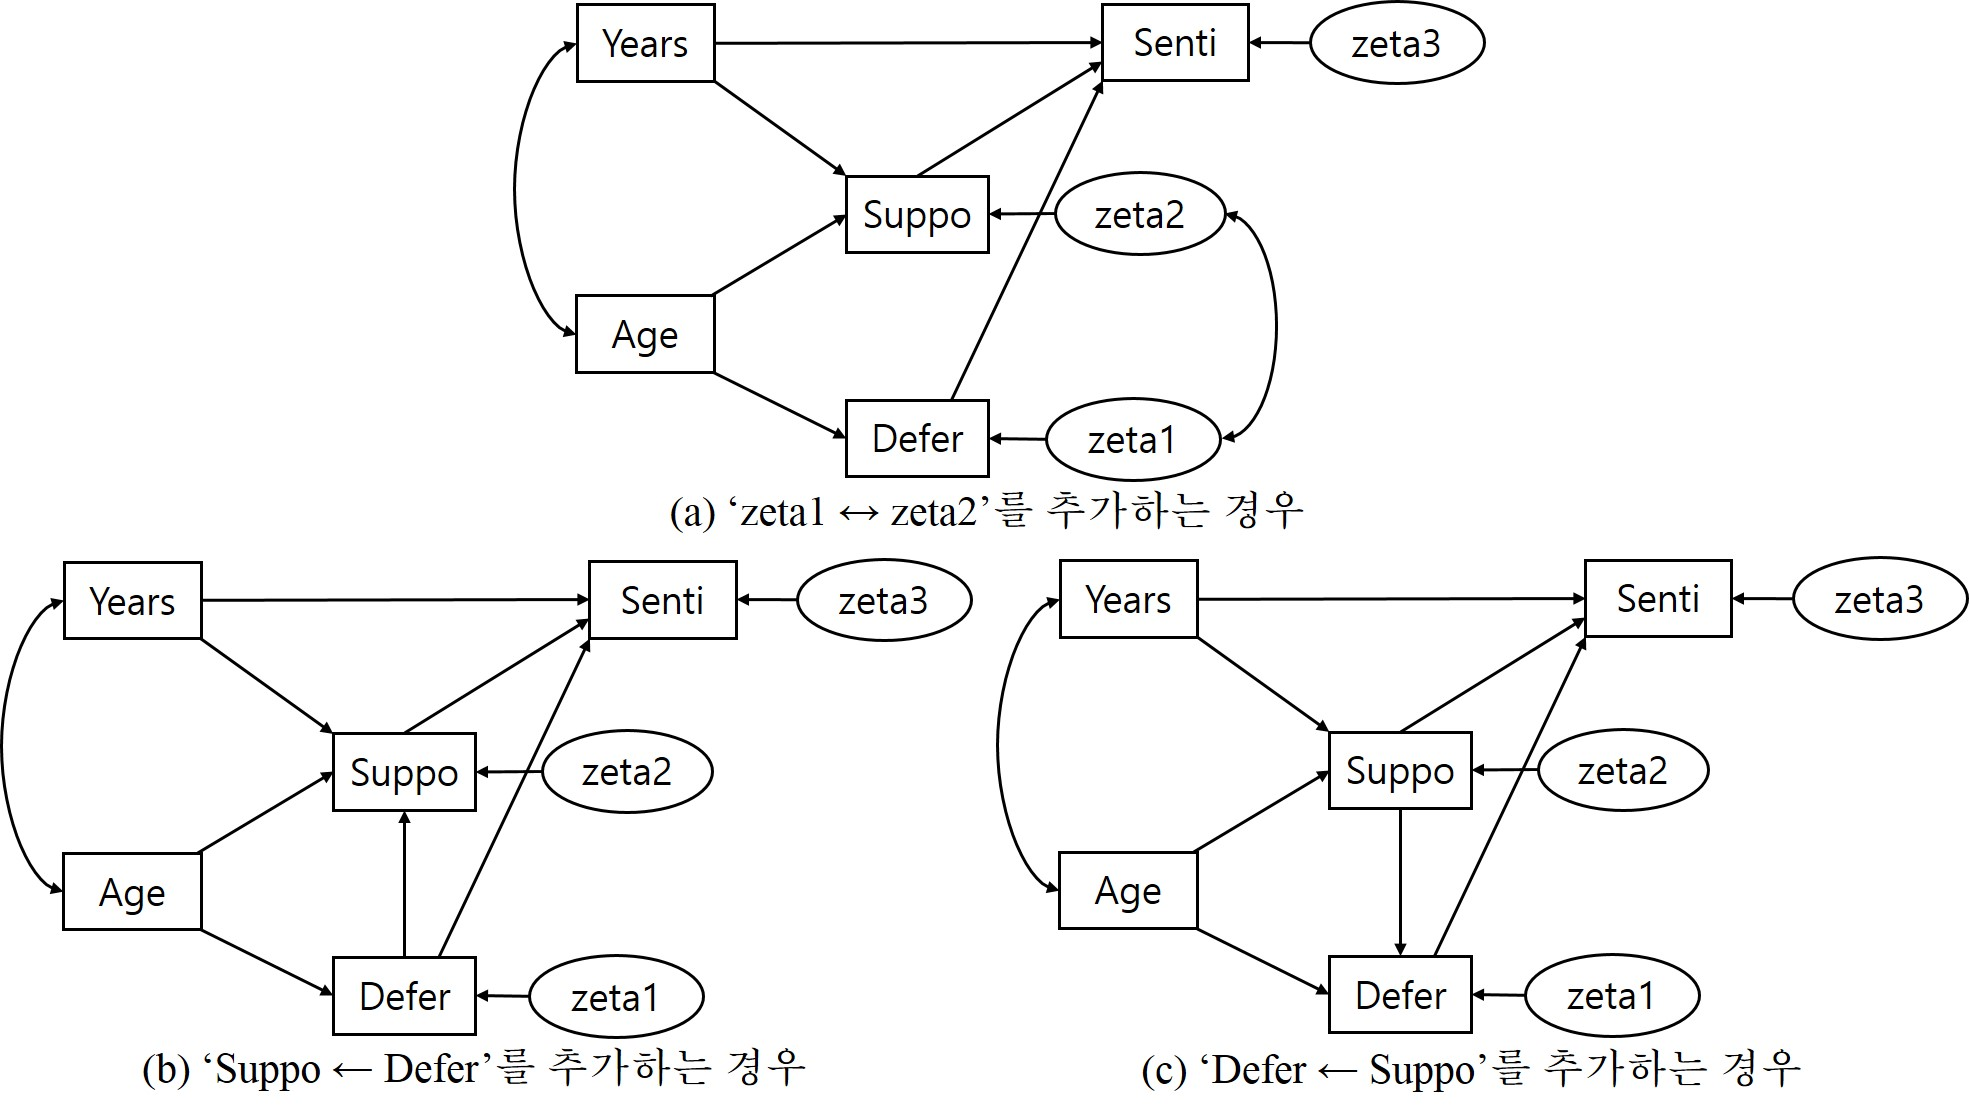 Years
Senti
zeta3
Suppo
zeta2
Age
Defer
zeta1
(a) ‘zeta1 ↔ zeta2’를 추가하는 경우
Years
Senti
zeta3
Suppo
zeta2
Age
Defer
zeta1
(b) ‘Suppo ← Defer’를 추가하는 경우
Years
Senti
zeta3
Suppo
zeta2
Age
Defer
zeta1
(c) ‘Defer ← Suppo’를 추가하는 경우